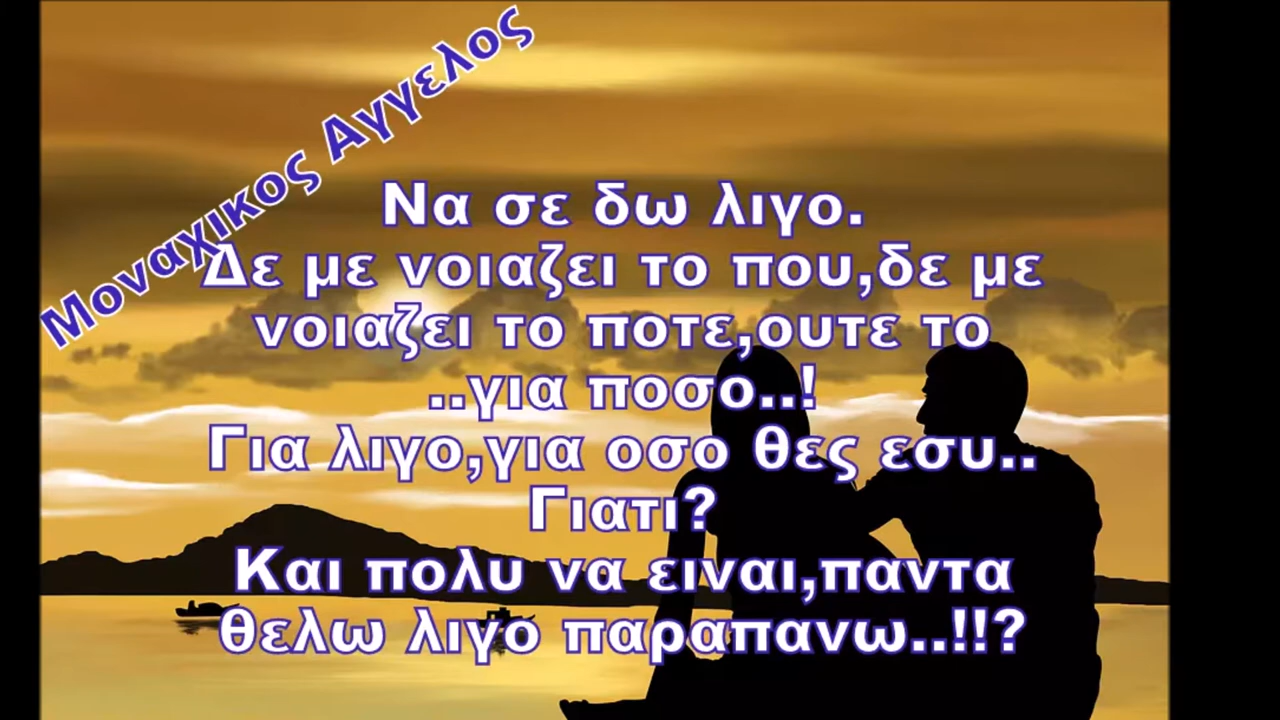 Μοναχικος Αγγελος
Να σε δω λιγο.
Δε με νοιαζει το που,δε με
νοιαζει το ποτε,ουτε το
..για ποσο..!
Για λιγο,για οσο θες εσυ..
Γιατι?
Και πολυ να ειναι,παντα
θελω λιγο παραπανω..!!?